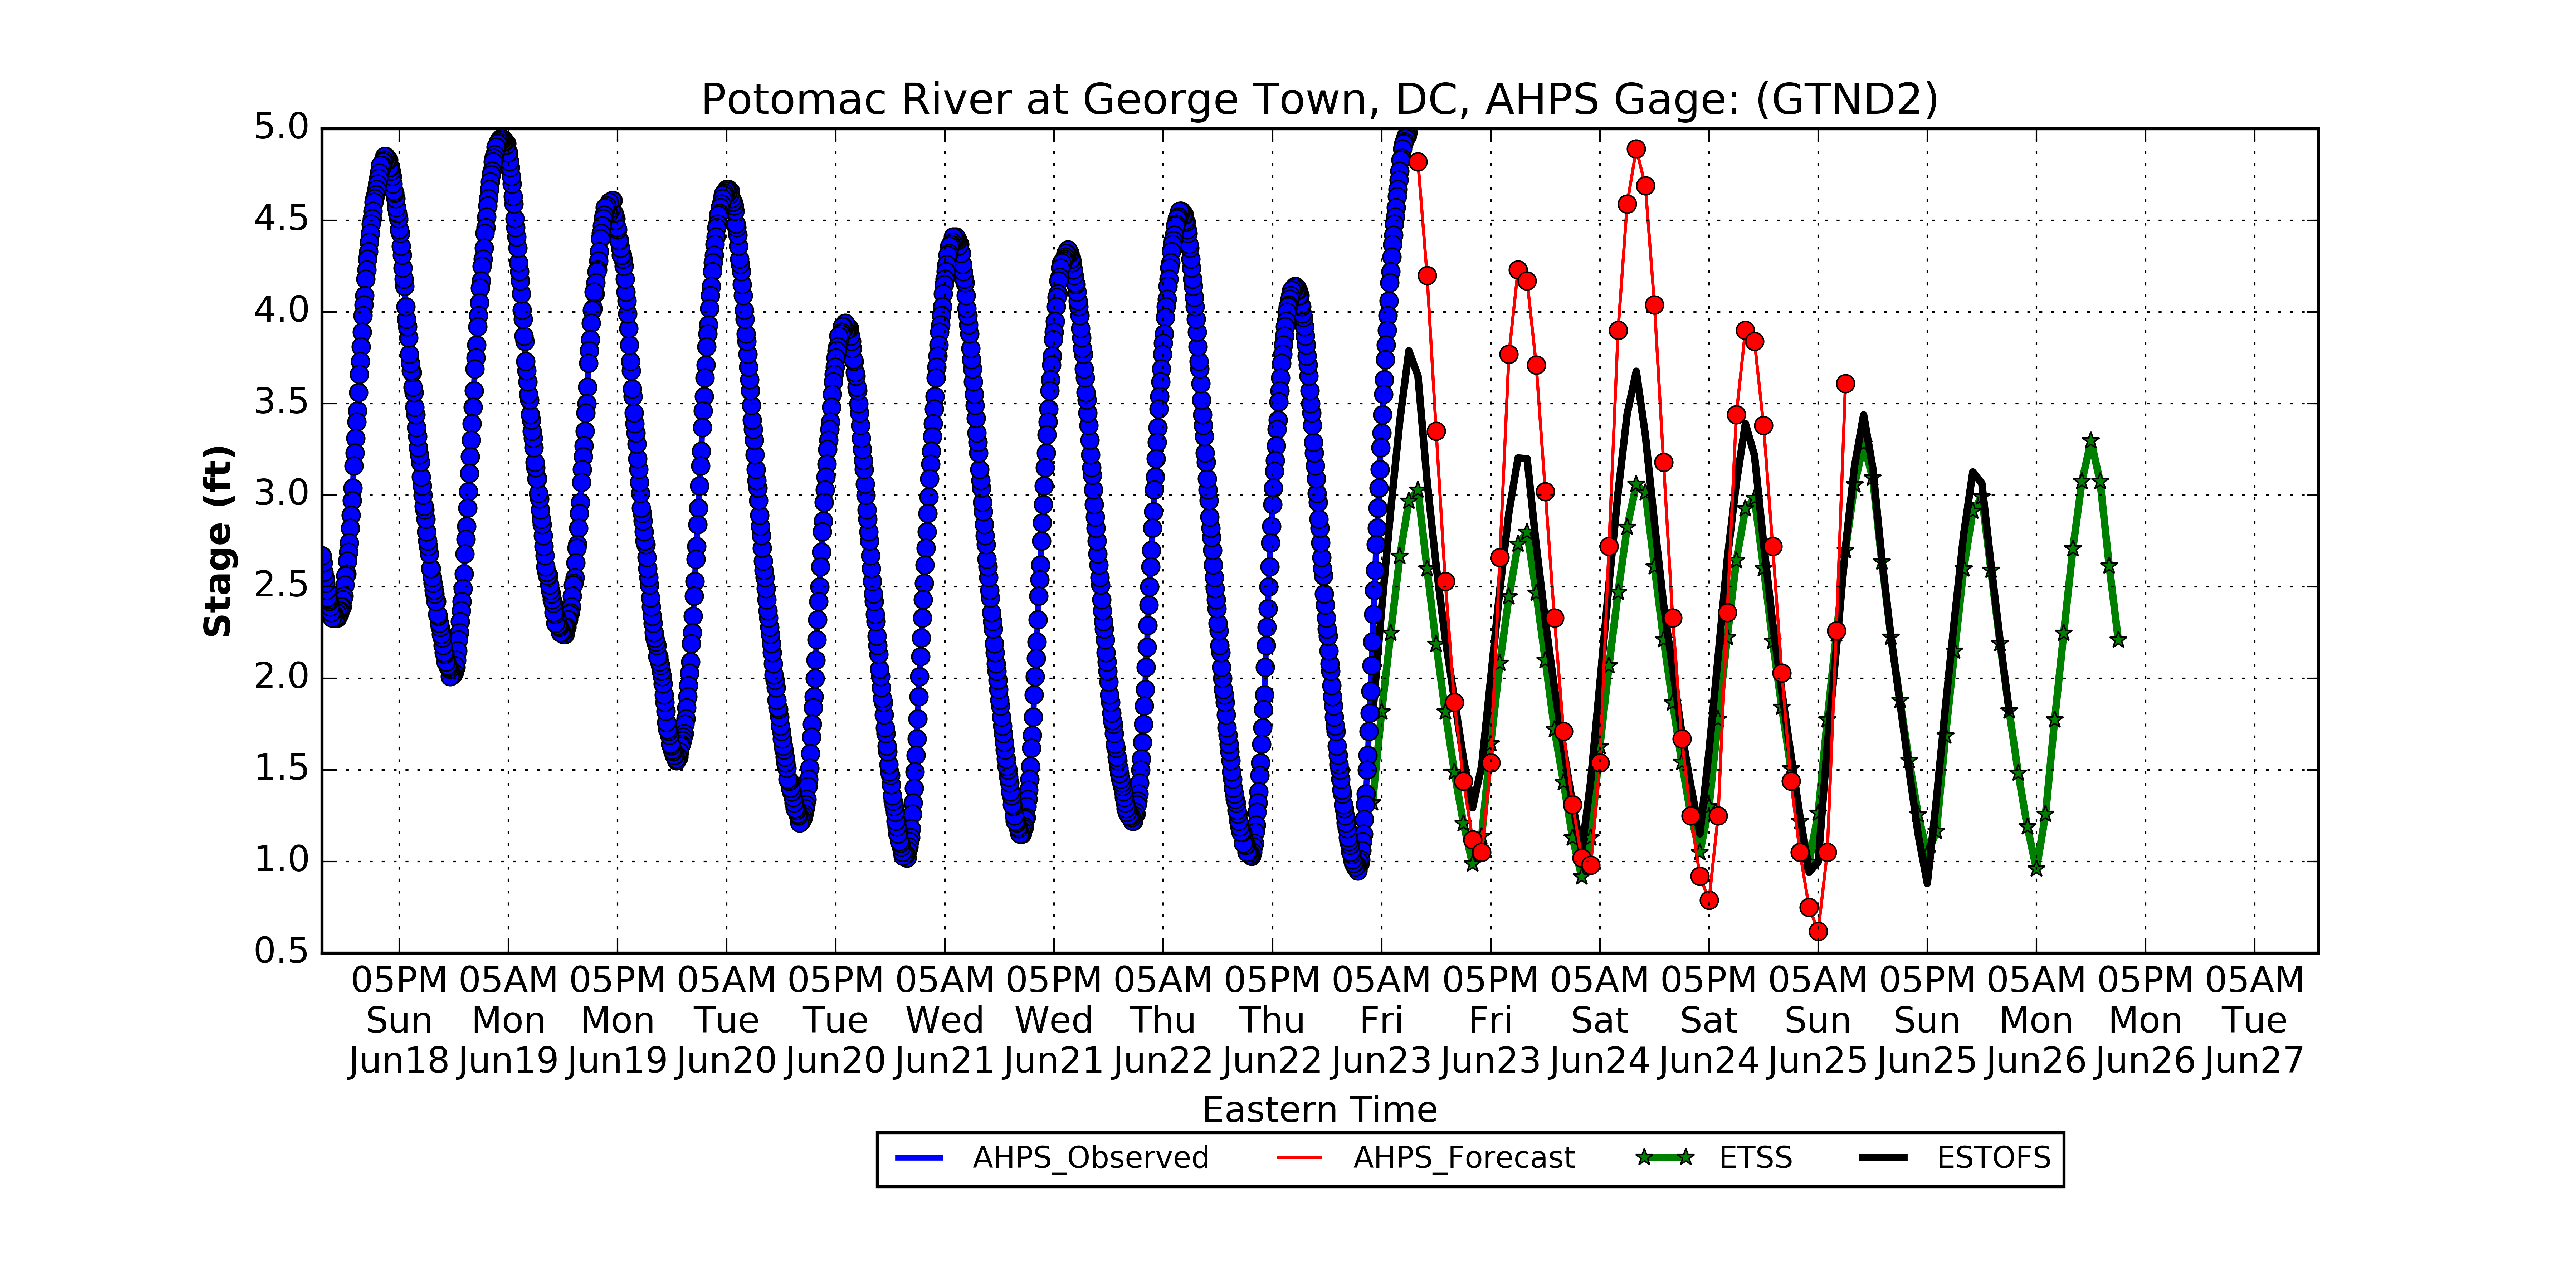 Potomac River at George Town, DC, AHPS Gage: (GTND2)
5.0
4.5
4.0
3.5
3.0
2.5
2.0
1.5
1.0
0.5
Stage (ft)
05PM 05AM 05PM 05AM 05PM 05AM 05PM 05AM 05PM 05AM 05PM 05AM 05PM 05AM 05PM 05AM 05PM 05AM
Sun Mon Mon Tue Tue Wed Wed Thu Thu Fri Fri Sat Sat Sun Sun Mon Mon Tue
Jun18 Jun19 Jun19 Jun20 Jun20 Jun21 Jun21 Jun22 Jun22 Jun23 Jun23 Jun24 Jun24 Jun25 Jun25 Jun26 Jun26 Jun27
Eastern Time
AHPS_Observed AHPS_Forecast ETSS ESTOFS